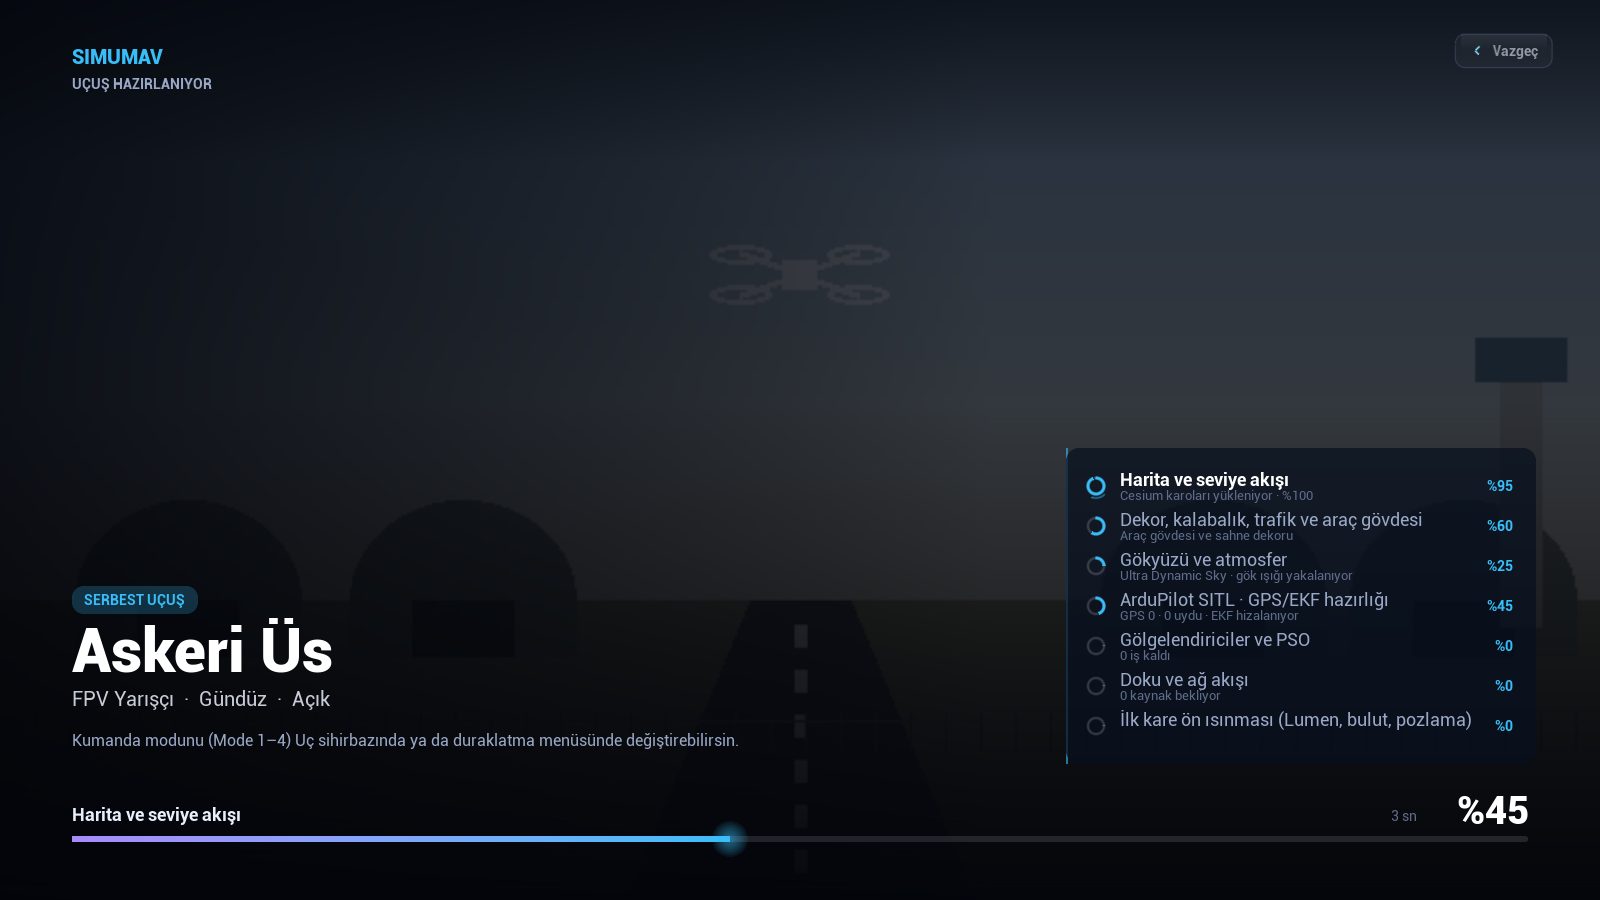 SIMUMAV
UÇUŞ HAZIRLANIYOR
Vazgeç
Harita ve seviye akışı
%95
Cesium karoları yükleniyor · %100
Dekor, kalabalık, trafik ve araç gövdesi
%60
Araç gövdesi ve sahne dekoru
Gökyüzü ve atmosfer
%25
Ultra Dynamic Sky · gök ışığı yakalanıyor
ArduPilot SITL · GPS/EKF hazırlığı
%45
GPS 0 · 0 uydu · EKF hizalanıyor
Gölgelendiriciler ve PSO
%0
0 iş kaldı
Doku ve ağ akışı
%0
0 kaynak bekliyor
İlk kare ön ısınması (Lumen, bulut, pozlama)
%0
SERBEST UÇUŞ
Askeri Üs
FPV Yarışçı · Gündüz · Açık
Kumanda modunu (Mode 1–4) Uç sihirbazında ya da duraklatma menüsünde değiştirebilirsin.
Harita ve seviye akışı
3 sn
%45